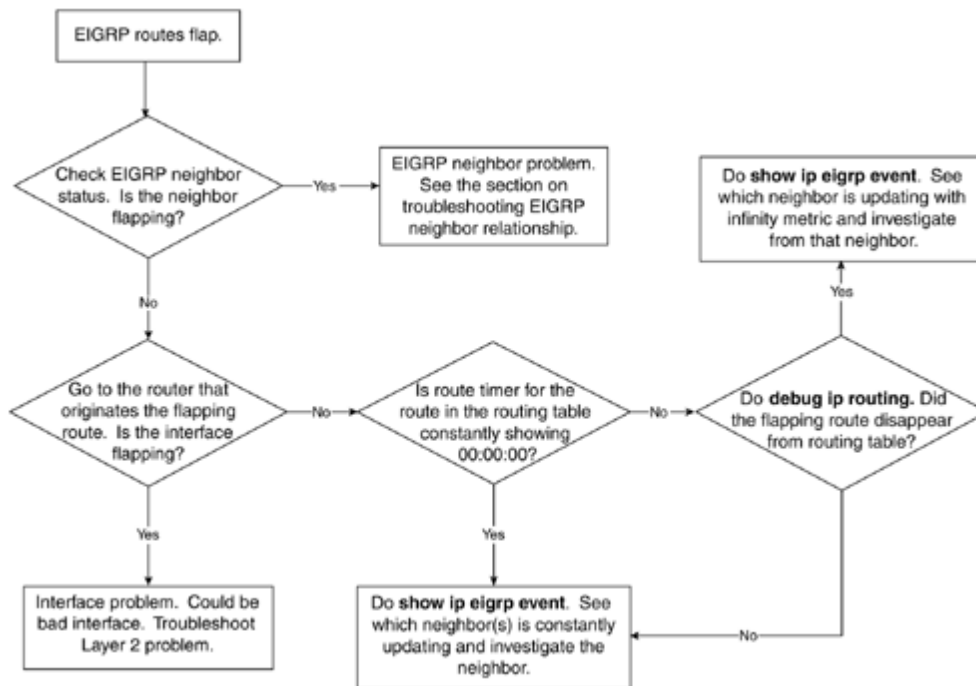 EIGRP routes flap.
Check EIGRP neighbor
status. Is the neighbor
flapping?
Yes
EIGRP neighbor problem.
See the section on
troubleshooting EIGRP
neighbor relationship.
Do show ip eigrp event. See
which neighbor is updating with
infinity metric and investigate
from that neighbor.
No
Yes
Go to the router that
originates the flapping
route. Is the interface
flapping?
No
Is route timer for the
route in the routing table
constantly showing
00:00:00?
No
Do debug ip routing. Did
the flapping route disappear
from routing table?
Yes
Yes
Interface problem. Could be
bad interface. Troubleshoot
Layer 2 problem.
Do show ip eigrp event. See
which neighbor(s) is constantly
updating and investigate the
neighbor.
No